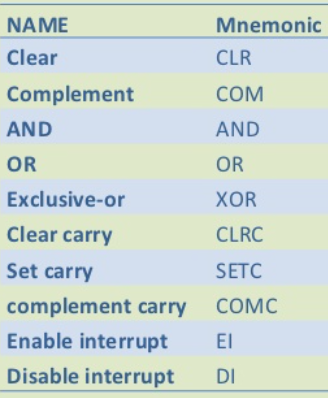 NAME Mnemonic
Clear CLR
Complement COM
AND AND
OR OR
Exclusive-or XOR
Clear carry CLRC
Set carry SETC
complement carry COMC
Enable interrupt EI
Disable interrupt DI